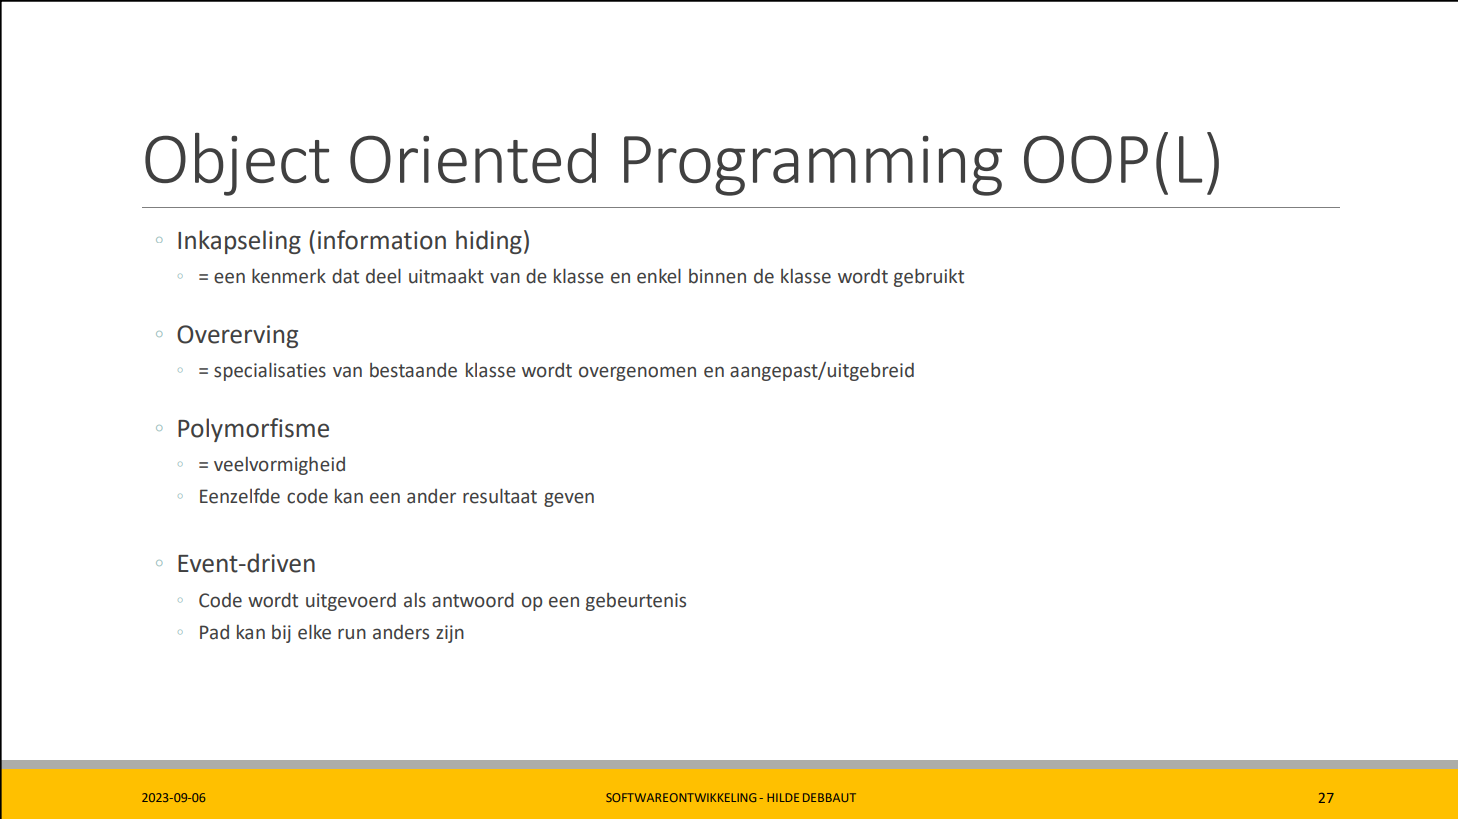 Object Oriented Programming OOP(L)
◦ Inkapseling (information hiding)
◦ = een kenmerk dat deel uitmaakt van de klasse en enkel binnen de klasse wordt gebruikt
◦ Overerving
◦ = specialisaties van bestaande klasse wordt overgenomen en aangepast/uitgebreid
◦ Polymorfisme
◦ = veelvormigheid
◦ Eenzelfde code kan een ander resultaat geven
◦ Event-driven
◦ Code wordt uitgevoerd als antwoord op een gebeurtenis
◦ Pad kan bij elke run anders zijn
2023-09-06
SOFTWAREONTWIKKELING - HILDE DEBBAUT
27